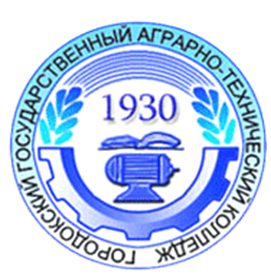 ГОРОДОКСКИЙ ГОСУДАРСТВЕННЫЙ АГРАРНО-ТЕХНИЧЕСКИЙ КОЛЛЕДЖ
1930